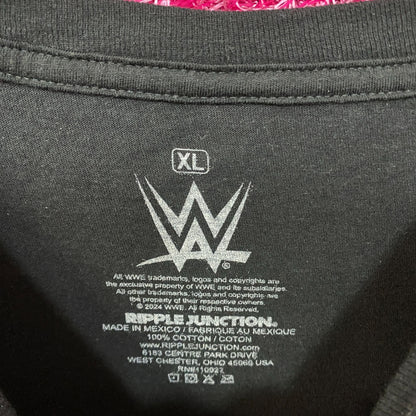 XL
W
All WWE trademarks, logos and copyrights are
the exclusive property of WWE and its subsidiaries.
All other trademarks, logos and copyrights are
the property of their respective owners.
© 2024 WWE. All Rights Reserved.
RIPPLE JUNCTION®
MADE IN MEXICO / FABRIQUE AU MEXIQUE
100% COTTON / COTON
www.RIPPLEJUNCTION.com
6183 CENTRE PARK DRIVE
WEST CHESTER, OHIO 45069 USA